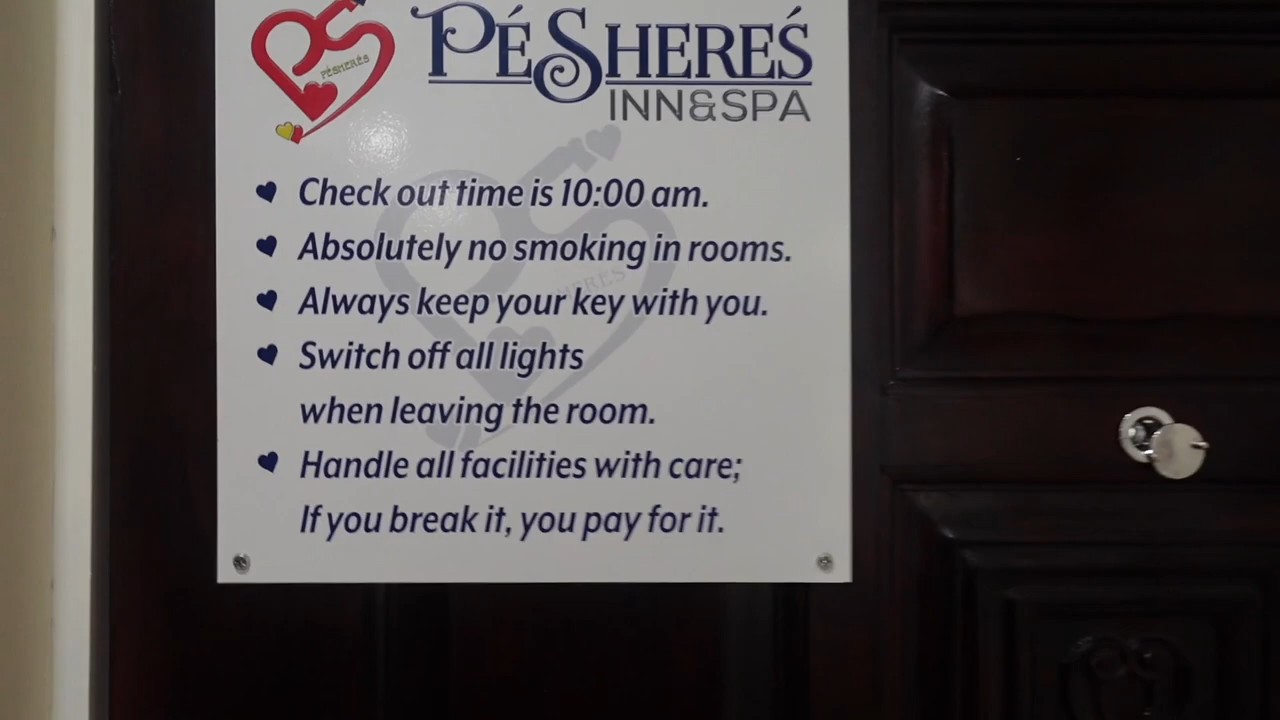 PÉSHERÉS
PÉSHEREŚ
INN&SPA
Check out time is 10:00 am.
Absolutely no smoking in rooms.
Always keep your key with you.
Switch off all lights
when leaving the room.
Handle all facilities with care;
If you break it, you pay for it.